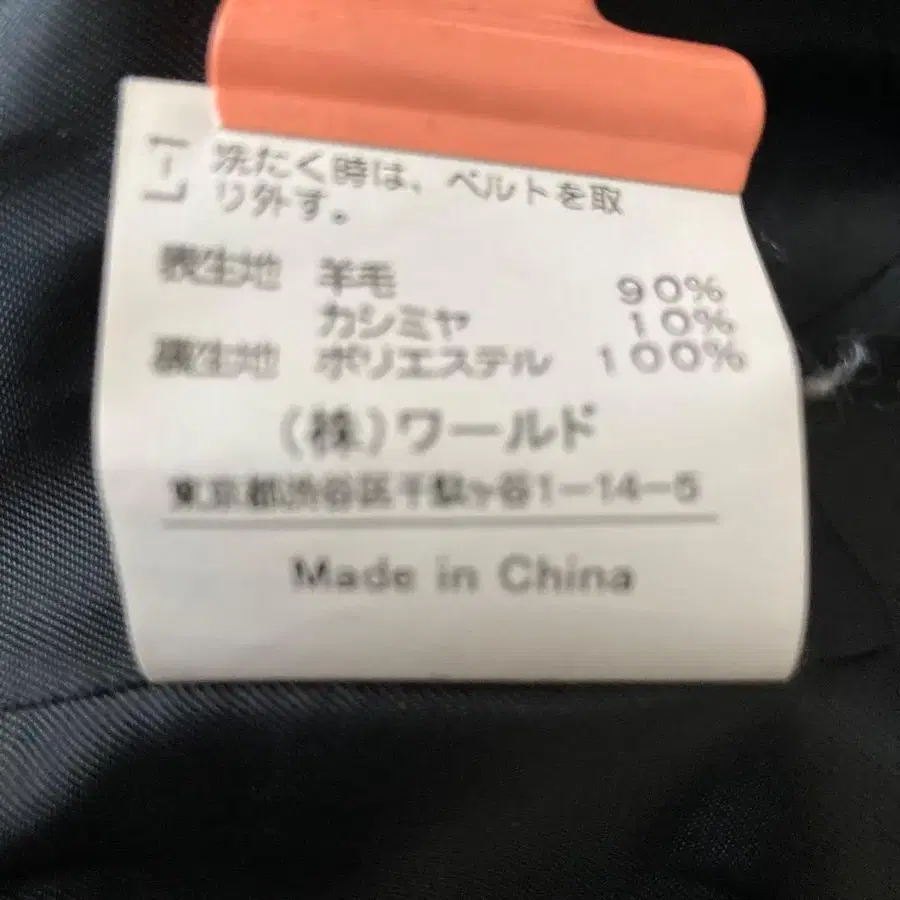 L-1
洗たく時は、ベルトを取
り外す。
表生地 羊毛 90%
カシミヤ 10%
裏生地 ポリエステル 100%
(株)ワールド
東京都渋谷区千駄ヶ谷1-14-5
Made in China